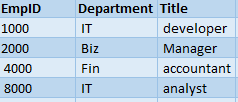 EmpID Department Title
1000 IT developer
2000 Biz Manager
4000 Fin accountant
8000 IT analyst